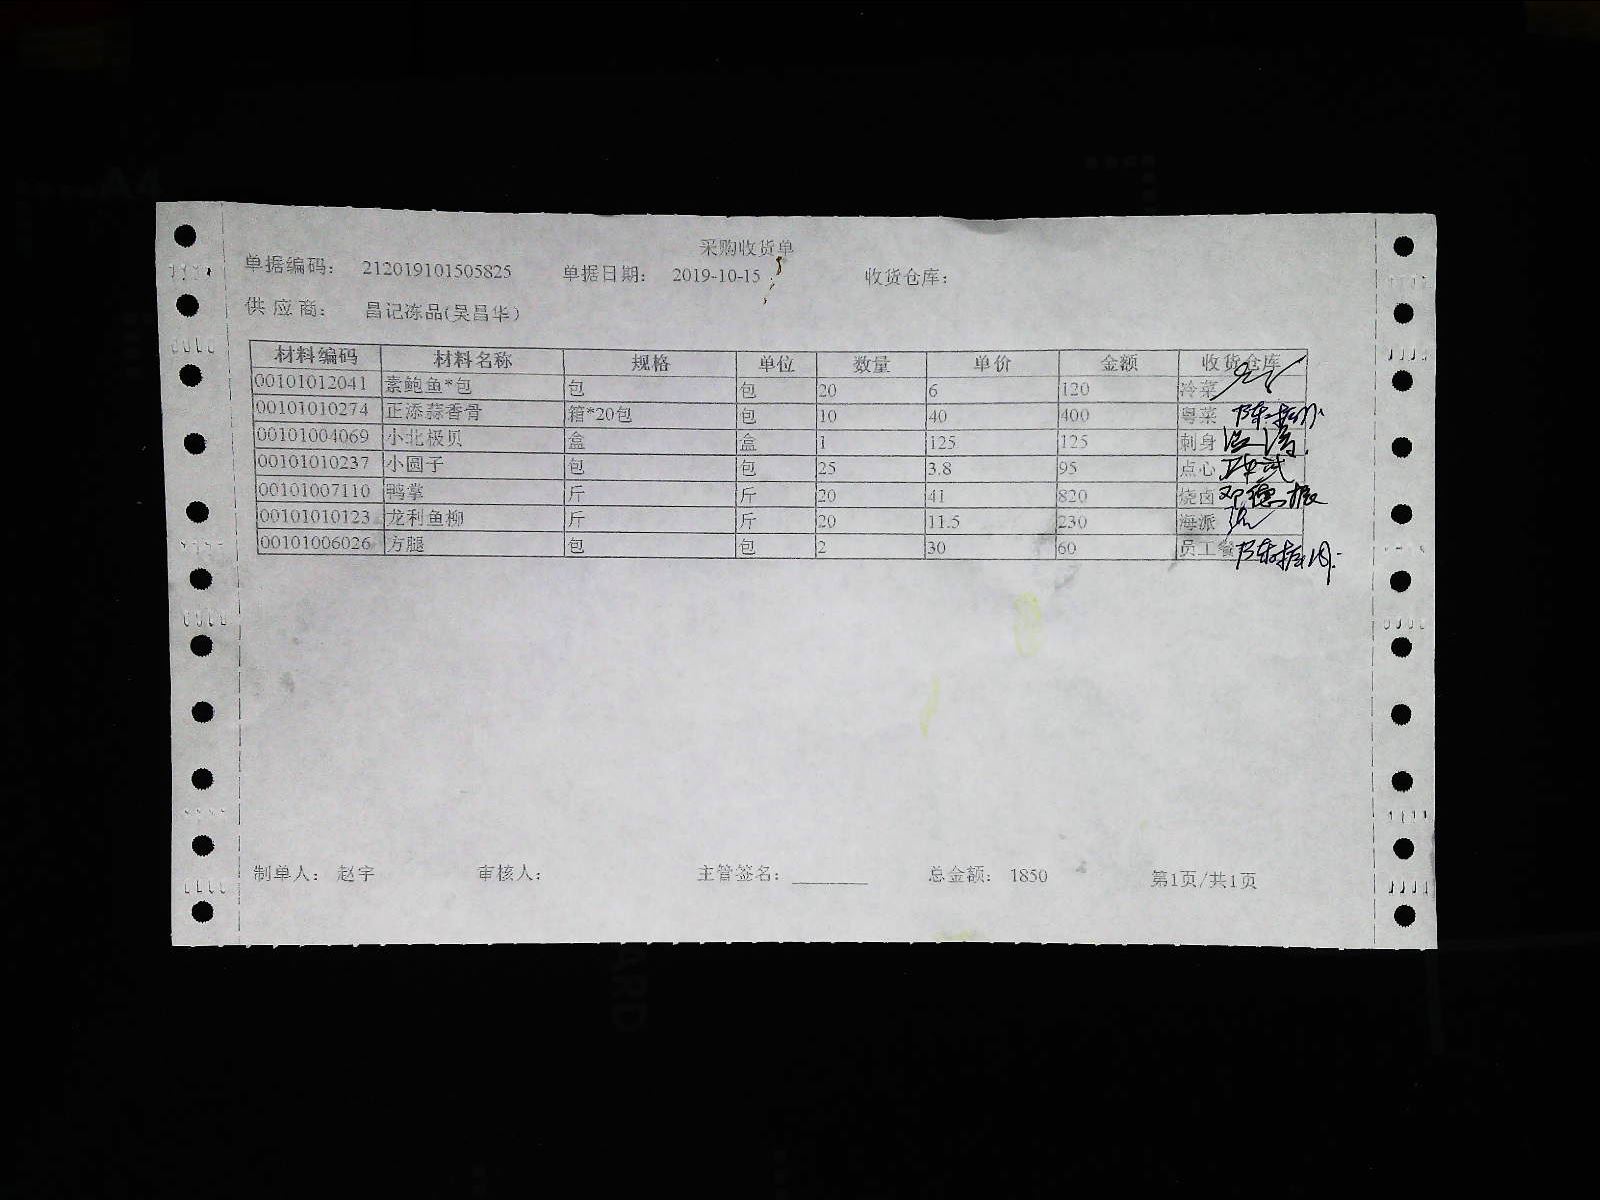 采购收货单
单据编码： 212019101505825 单据日期： 2019-10-15 收货仓库：
供 应 商： 昌记冻品(吴昌华)
材料编码 材料名称 规格 单位 数量 单价 金额 收货仓库
00101012041 素鲍鱼*包 包 包 20 6 120 冷菜
00101010274 正添蒜香骨 箱*20包 包 10 40 400 粤菜
00101004069 小北极贝 盒 盒 1 125 125 刺身
00101010237 小圆子 包 包 25 3.8 95 点心
00101007110 鸭掌 斤 斤 20 41 820 烧卤
00101010123 龙利鱼柳 斤 斤 20 11.5 230 海派
00101006026 方腿 包 包 2 30 60 员工餐
制单人： 赵宇 审核人： 主管签名： 总金额： 1850 第1页/共1页